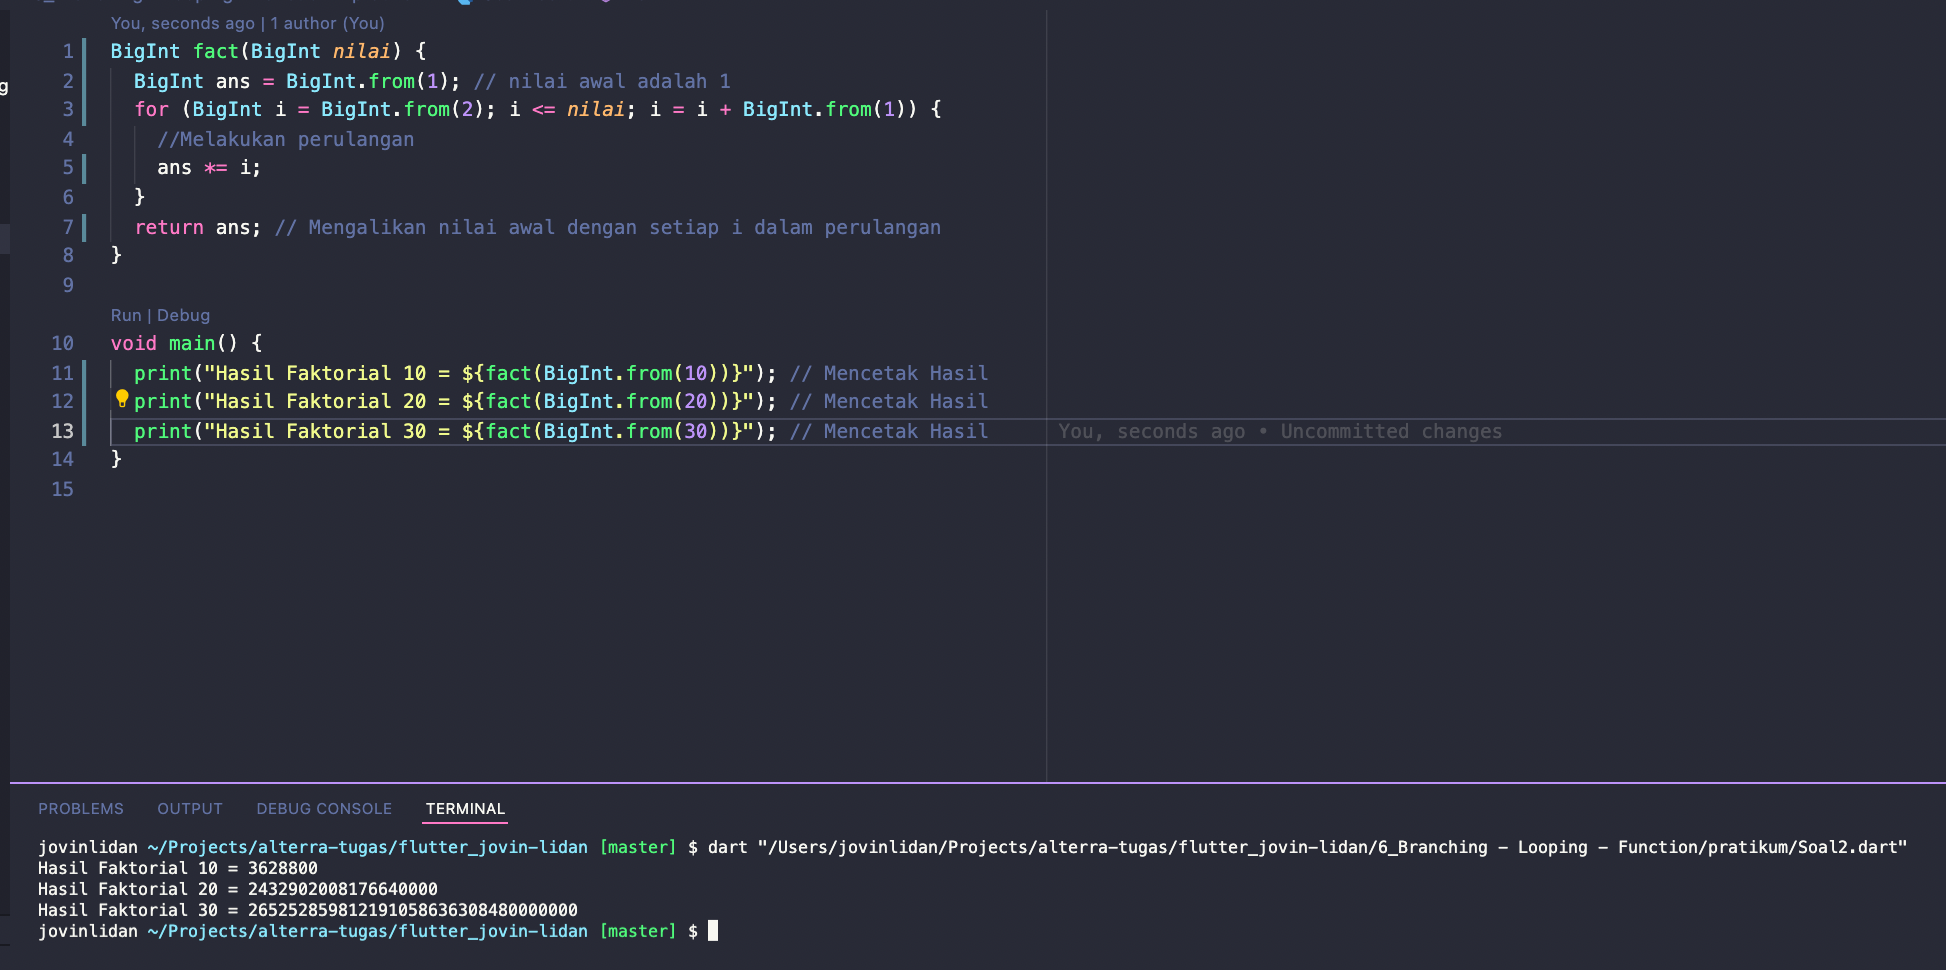 You, seconds ago | 1 author (You)
1 BigInt fact(BigInt nilai) {
2 BigInt ans = BigInt.from(1); // nilai awal adalah 1
3 for (BigInt i = BigInt.from(2); i <= nilai; i = i + BigInt.from(1)) {
4 //Melakukan perulangan
5 ans *= i;
6 }
7 return ans; // Mengalikan nilai awal dengan setiap i dalam perulangan
8 }
9
Run | Debug
10 void main() {
11 print("Hasil Faktorial 10 = ${fact(BigInt.from(10))}"); // Mencetak Hasil
12 print("Hasil Faktorial 20 = ${fact(BigInt.from(20))}"); // Mencetak Hasil
13 print("Hasil Faktorial 30 = ${fact(BigInt.from(30))}"); // Mencetak Hasil You, seconds ago • Uncommitted changes
14 }
15
PROBLEMS OUTPUT DEBUG CONSOLE TERMINAL
jovinlidan ~/Projects/alterra-tugas/flutter_jovin-lidan [master] $ dart "/Users/jovinlidan/Projects/alterra-tugas/flutter_jovin-lidan/6_Branching - Looping - Function/pratikum/Soal2.dart"
Hasil Faktorial 10 = 3628800
Hasil Faktorial 20 = 2432902008176640000
Hasil Faktorial 30 = 265252859812191058636308480000000
jovinlidan ~/Projects/alterra-tugas/flutter_jovin-lidan [master] $